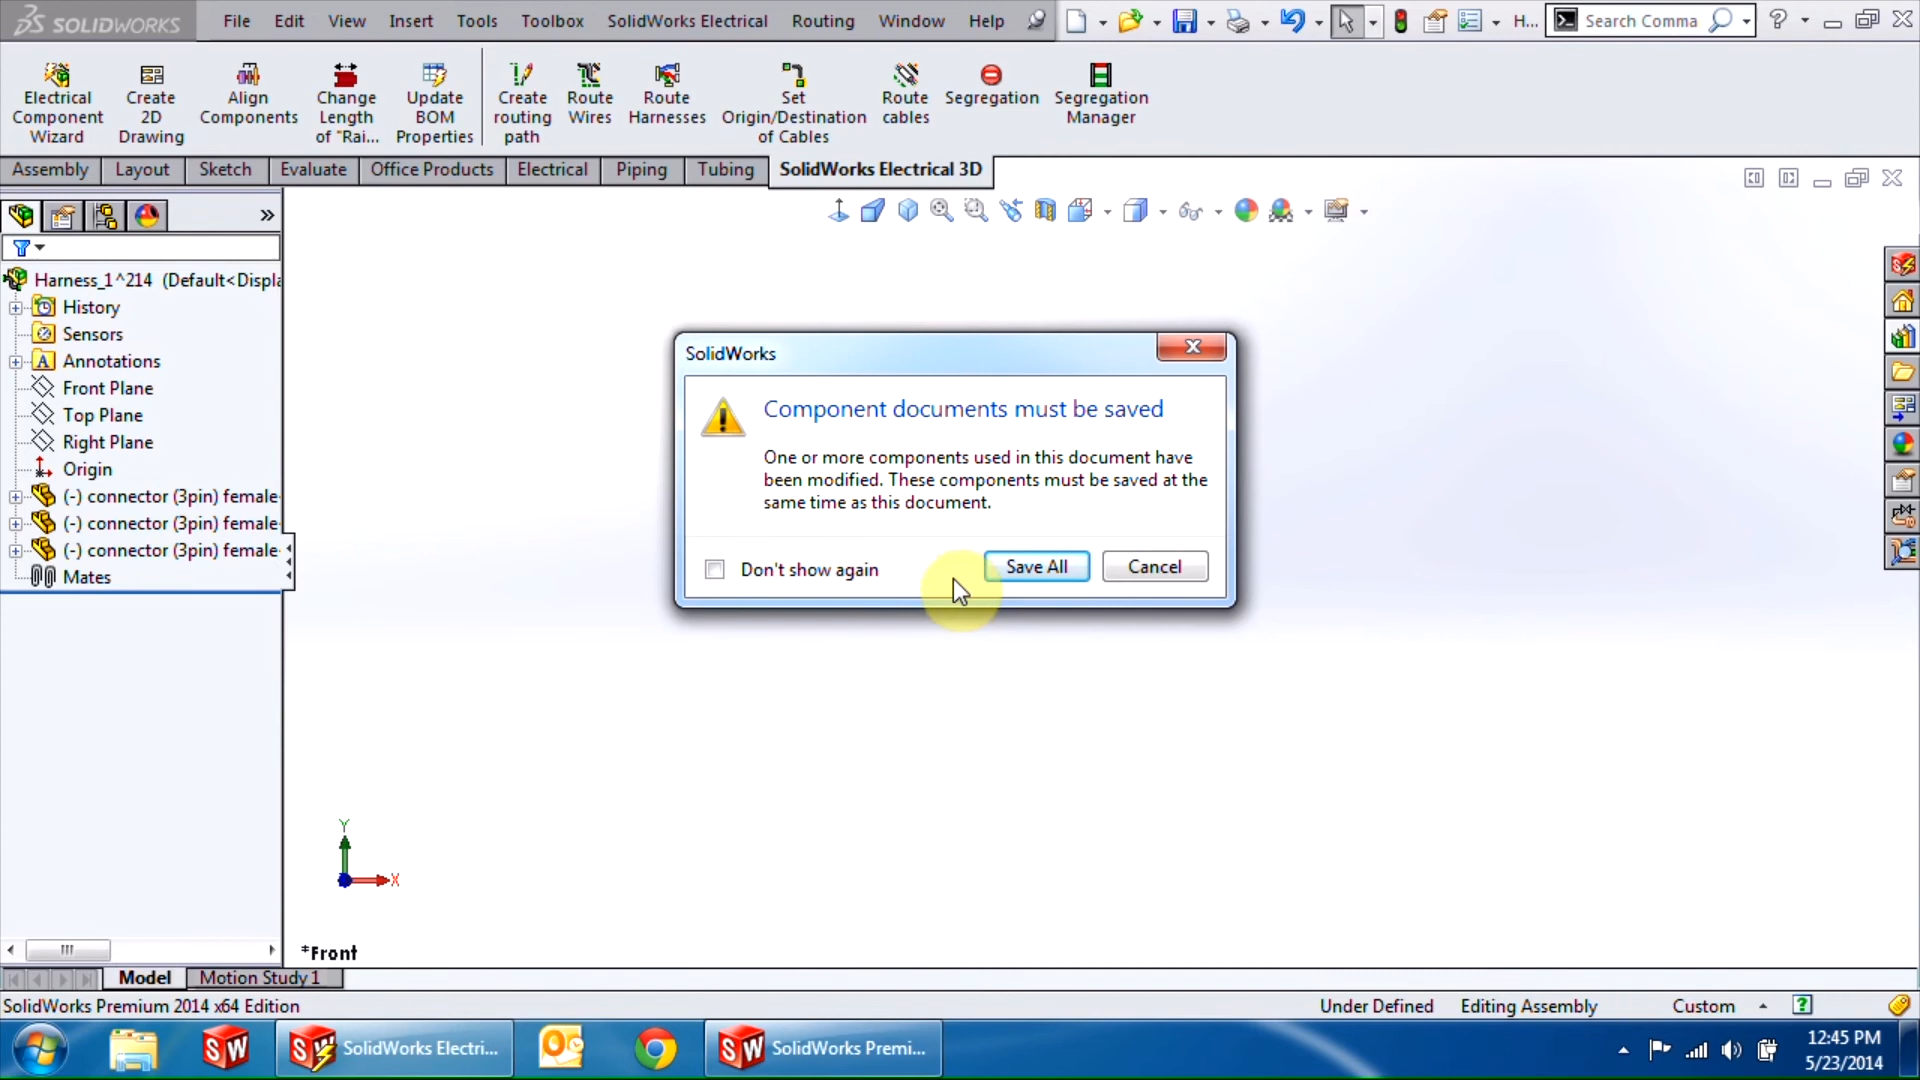 SOLIDWORKS File Edit View Insert Tools Toolbox SolidWorks Electrical Routing Window Help H... Search Comma
Electrical Component Wizard
Create 2D Drawing
Align Components
Change Length of "Rai...
Update BOM Properties
Create routing path
Route Wires
Route Harnesses
Set Origin/Destination of Cables
Route cables
Segregation
Segregation Manager
Assembly Layout Sketch Evaluate Office Products Electrical Piping Tubing SolidWorks Electrical 3D
Harness_1^214 (Default<Displa
History
Sensors
Annotations
Front Plane
Top Plane
Right Plane
Origin
(-) connector (3pin) female
(-) connector (3pin) female
(-) connector (3pin) female
Mates
SolidWorks
Component documents must be saved
One or more components used in this document have
been modified. These components must be saved at the
same time as this document.
Don't show again Save All Cancel
Y
X
*Front
Model Motion Study 1
SolidWorks Premium 2014 x64 Edition Under Defined Editing Assembly Custom
SolidWorks Electri... SolidWorks Premi... 12:45 PM
5/23/2014